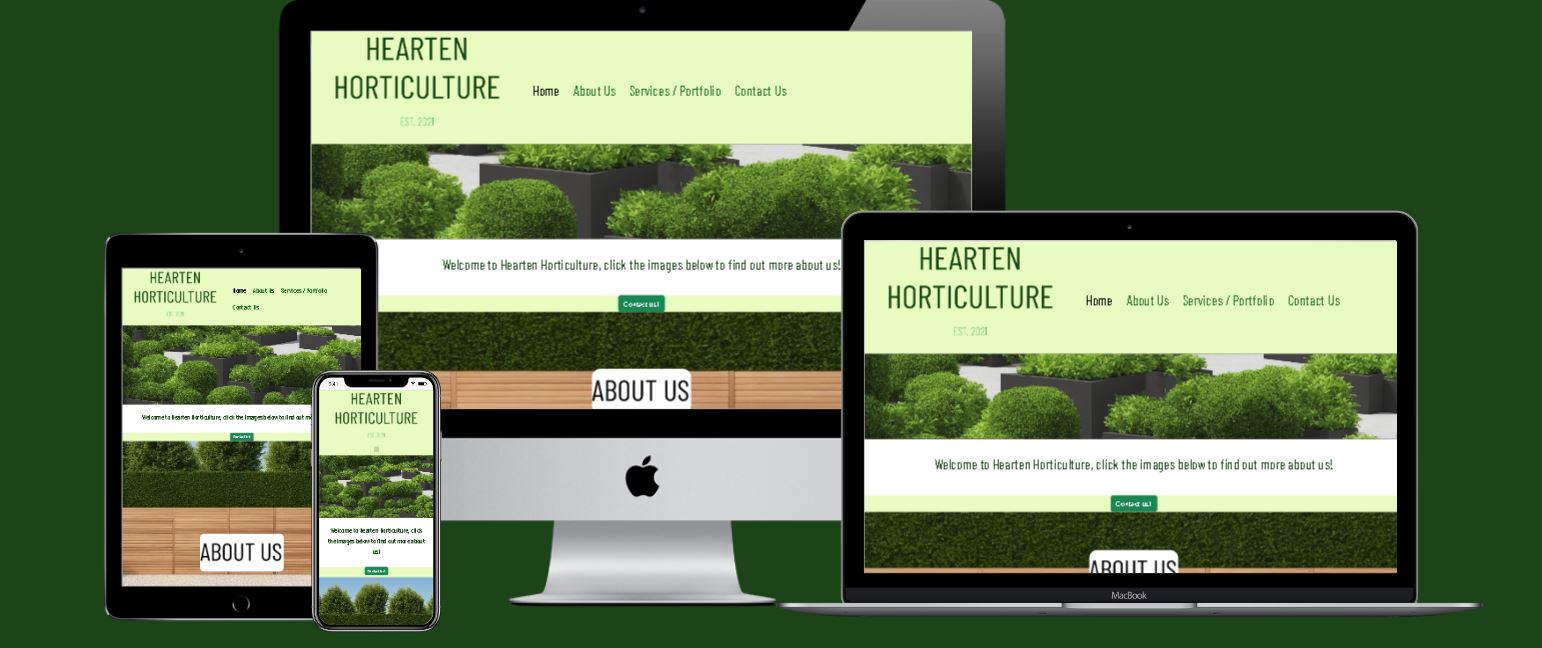 HEARTEN
HORTICULTURE
EST. 2021
Home About Us Services / Portfolio Contact Us
Welcome to Hearten Horticulture, click the images below to find out more about us!
Contact us!
ABOUT US
HEARTEN
HORTICULTURE
EST. 2021
Home About Us Services / Portfolio Contact Us
Welcome to Hearten Horticulture, click the images below to find out more about us!
Contact us!
ABOUT US
MacBook
HEARTEN
HORTICULTURE
EST. 2021
Home About Us Services / Portfolio
Contact Us
Welcome to Hearten Horticulture, click the images below to find out
Contact us!
ABOUT US
9:41
HEARTEN
HORTICULTURE
EST. 2021
Welcome to Hearten Horticulture, click
the images below to find out more about
us!
Contact us!